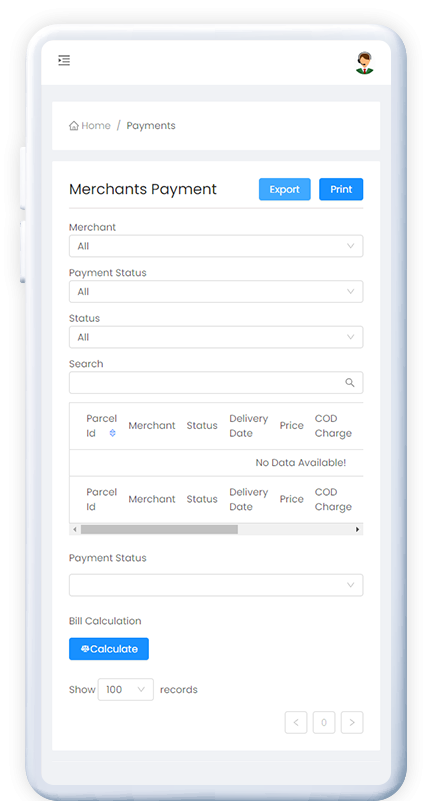 Home / Payments
Merchants Payment Export Print
Merchant
All
Payment Status
All
Status
All
Search
Parcel Id Merchant Status Delivery Date Price COD Charge
No Data Available!
Parcel Id Merchant Status Delivery Date Price COD Charge
Payment Status
Bill Calculation
Calculate
Show 100 records
< 0 >